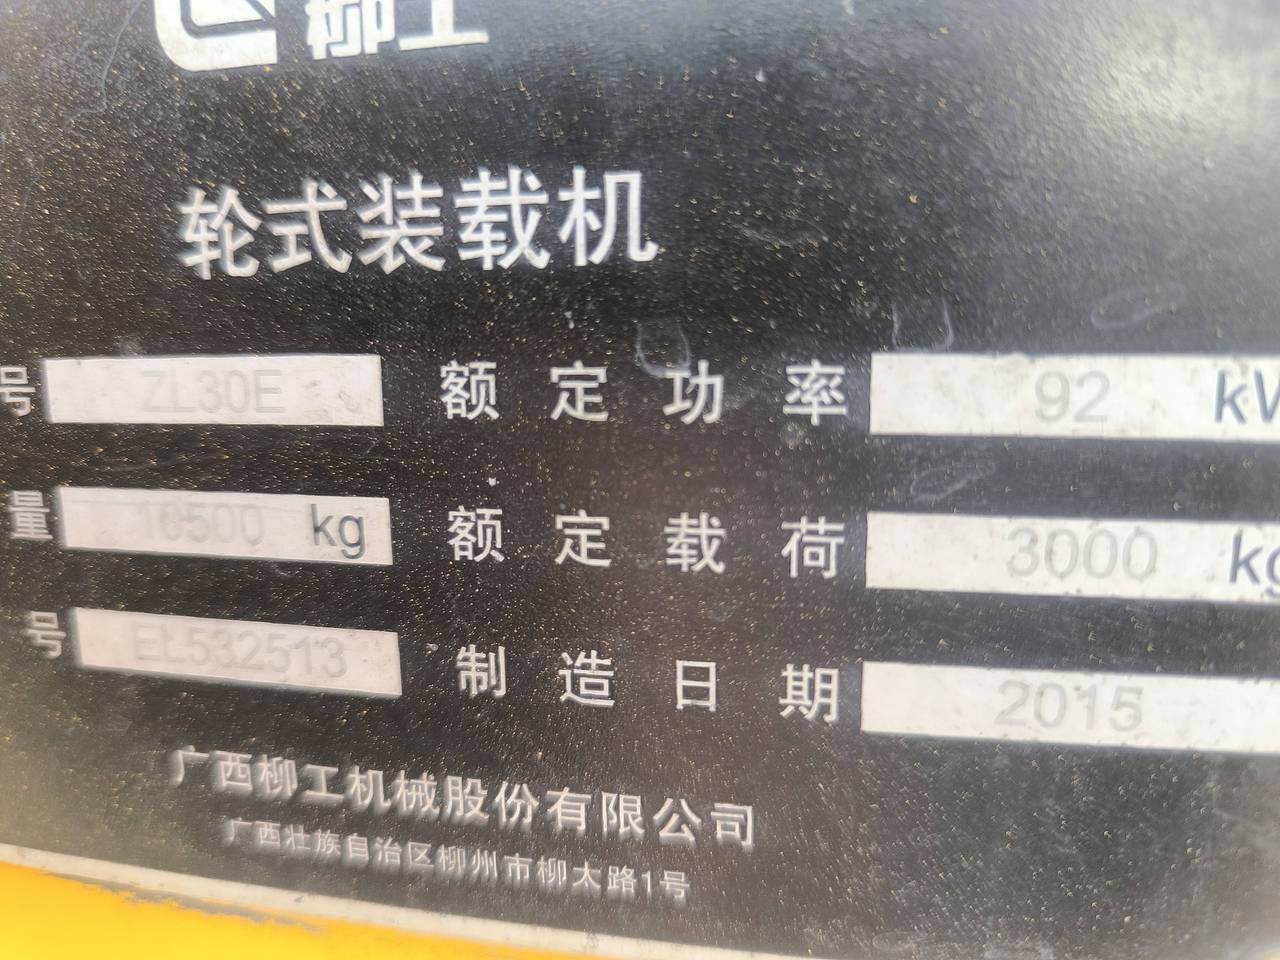 柳工
轮式装载机
号 ZL30E 额定功率 92 kW
量 10500 kg 额定载荷 3000 kg
号 EL532513 制造日期 2015
广西柳工机械股份有限公司
广西壮族自治区柳州市柳太路1号